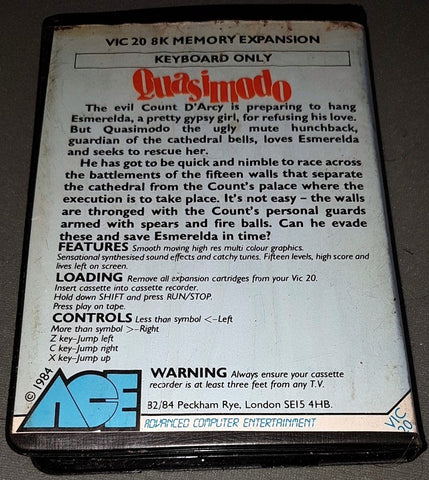 VIC 20 8K MEMORY EXPANSION
KEYBOARD ONLY
Quasimodo
The evil Count D'Arcy is preparing to hang
Esmerelda, a pretty gypsy girl, for refusing his love.
But Quasimodo the ugly mute hunchback,
guardian of the cathedral bells, loves Esmerelda
and seeks to rescue her.
He has got to be quick and nimble to race across
the battlements of the fifteen walls that separate
the cathedral from the Count's palace where the
execution is to take place. It's not easy – the walls
are thronged with the Count's personal guards
armed with spears and fire balls. Can he evade
these and save Esmerelda in time?
FEATURES Smooth moving high res multi colour graphics.
Sensational synthesised sound effects and catchy tunes. Fifteen levels, high score and
lives left on screen.
LOADING Remove all expansion cartridges from your Vic 20.
Insert cassette into cassette recorder.
Hold down SHIFT and press RUN/STOP.
Press play on tape.
CONTROLS Less than symbol <–Left
More than symbol >–Right
Z key–Jump left
C key–Jump right
X key–Jump up
WARNING Always ensure your cassette
recorder is at least three feet from any T.V.
© 1984
ACE
82/84 Peckham Rye, London SE15 4HB.
ADVANCED COMPUTER ENTERTAINMENT
VIC
20